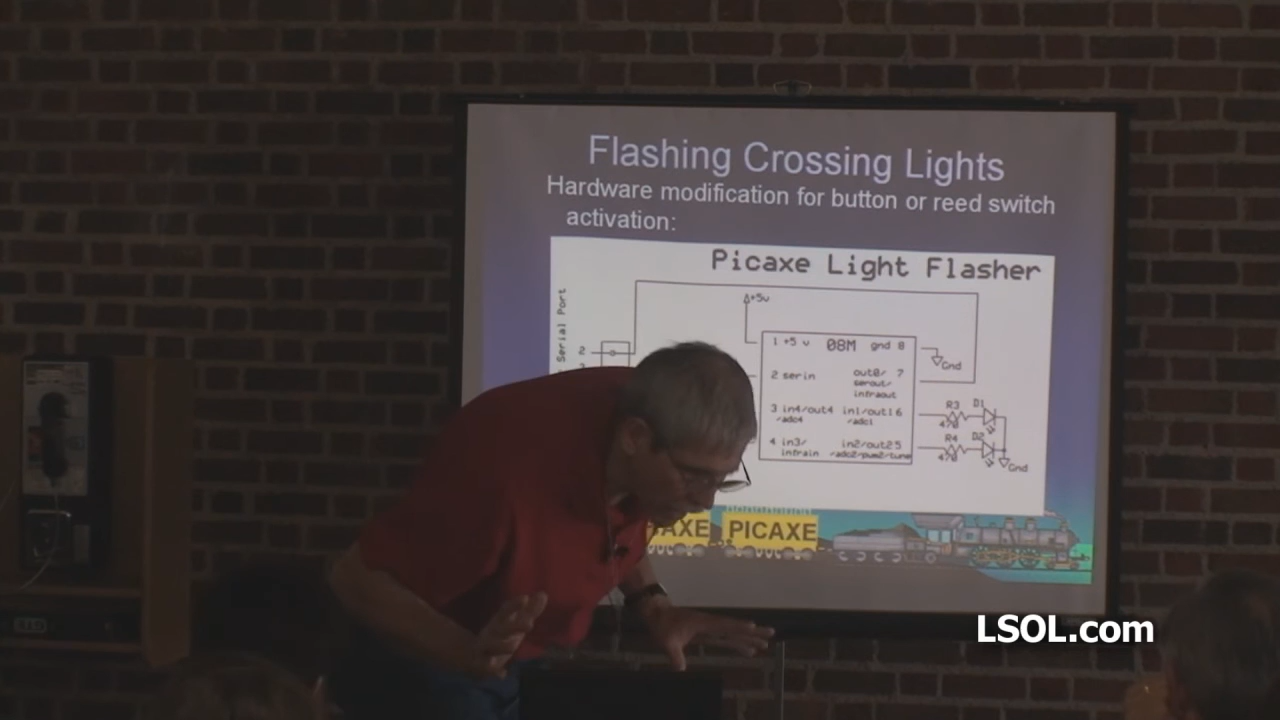 Flashing Crossing Lights
Hardware modification for button or reed switch
activation:
Picaxe Light Flasher
Serial Port
2
+5v
1 +5 v 08M gnd 8
Gnd
2 serin out0/ 7
serout/
infraout
3 in4/out4 in1/out1 6
/adc4 /adc1
4 in3/ in2/out2 5
infrain /adc2/pwm2/tune
R3 D1
470
R4 D2
470
Gnd
AXE PICAXE
LSOL.com